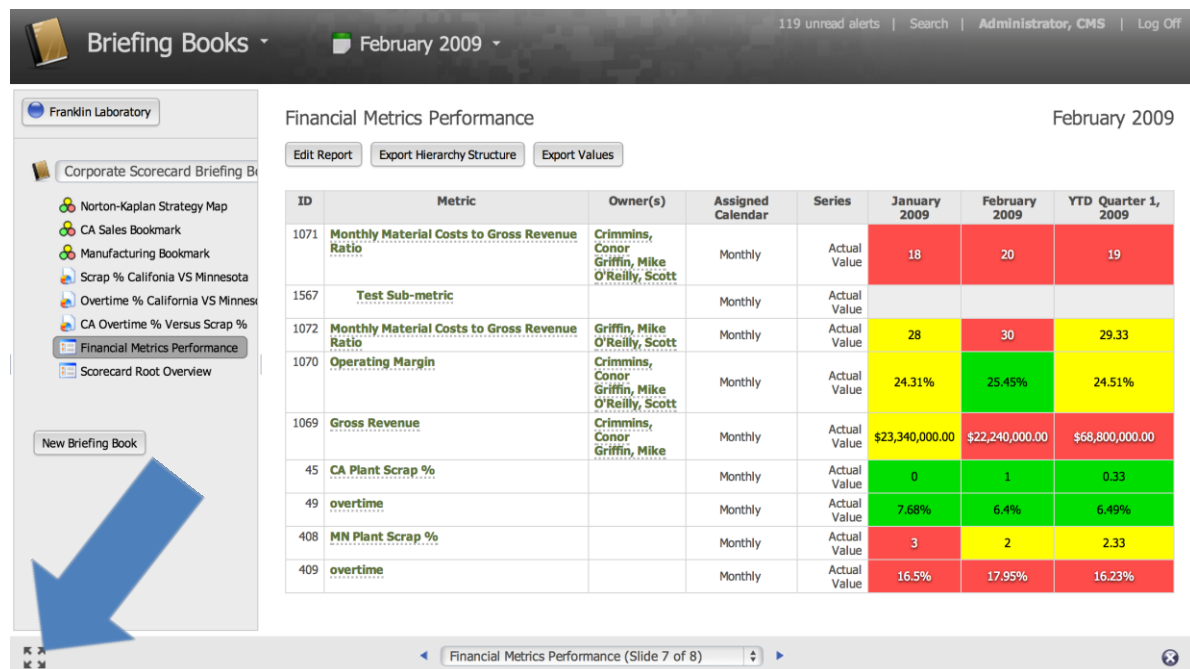 119 unread alerts | Search | Administrator, CMS | Log Off
Briefing Books
February 2009
Franklin Laboratory
Corporate Scorecard Briefing B
Norton-Kaplan Strategy Map
CA Sales Bookmark
Manufacturing Bookmark
Scrap % Califonia VS Minnesota
Overtime % California VS Minnes
CA Overtime % Versus Scrap %
Financial Metrics Performance
Scorecard Root Overview
New Briefing Book
Financial Metrics Performance
February 2009
Edit Report Export Hierarchy Structure Export Values
ID Metric Owner(s) Assigned Calendar Series January 2009 February 2009 YTD Quarter 1, 2009
1071 Monthly Material Costs to Gross Revenue Ratio Crimmins, Conor Griffin, Mike O'Reilly, Scott Monthly Actual Value 18 20 19
1567 Test Sub-metric Monthly Actual Value
1072 Monthly Material Costs to Gross Revenue Ratio Griffin, Mike O'Reilly, Scott Monthly Actual Value 28 30 29.33
1070 Operating Margin Crimmins, Conor Griffin, Mike O'Reilly, Scott Monthly Actual Value 24.31% 25.45% 24.51%
1069 Gross Revenue Crimmins, Conor Griffin, Mike Monthly Actual Value $23,340,000.00 $22,240,000.00 $68,800,000.00
45 CA Plant Scrap % Monthly Actual Value 0 1 0.33
49 overtime Monthly Actual Value 7.68% 6.4% 6.49%
408 MN Plant Scrap % Monthly Actual Value 3 2 2.33
409 overtime Monthly Actual Value 16.5% 17.95% 16.23%
Financial Metrics Performance (Slide 7 of 8)